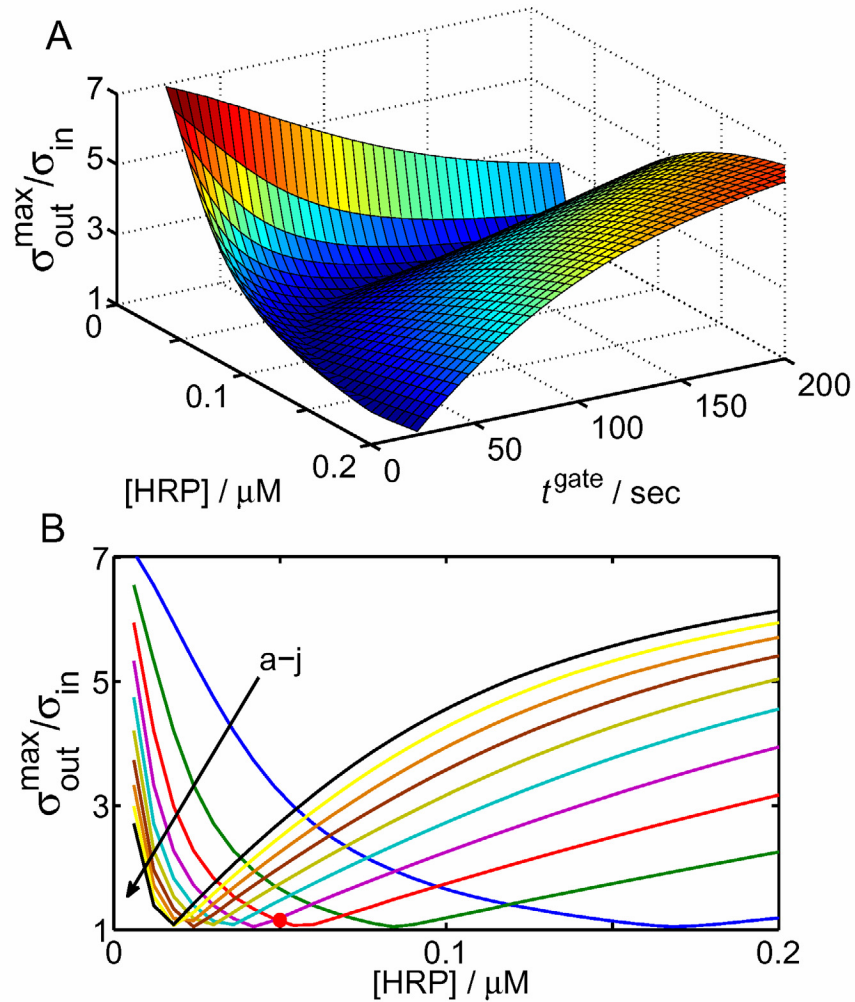 A
σ_out^max/σ_in
7
5
3
1
0
0.1
0.2
[HRP] / μM
0
50
100
150
200
t^gate / sec
B
σ_out^max/σ_in
7
5
3
1
a–j
0
0.1
0.2
[HRP] / μM